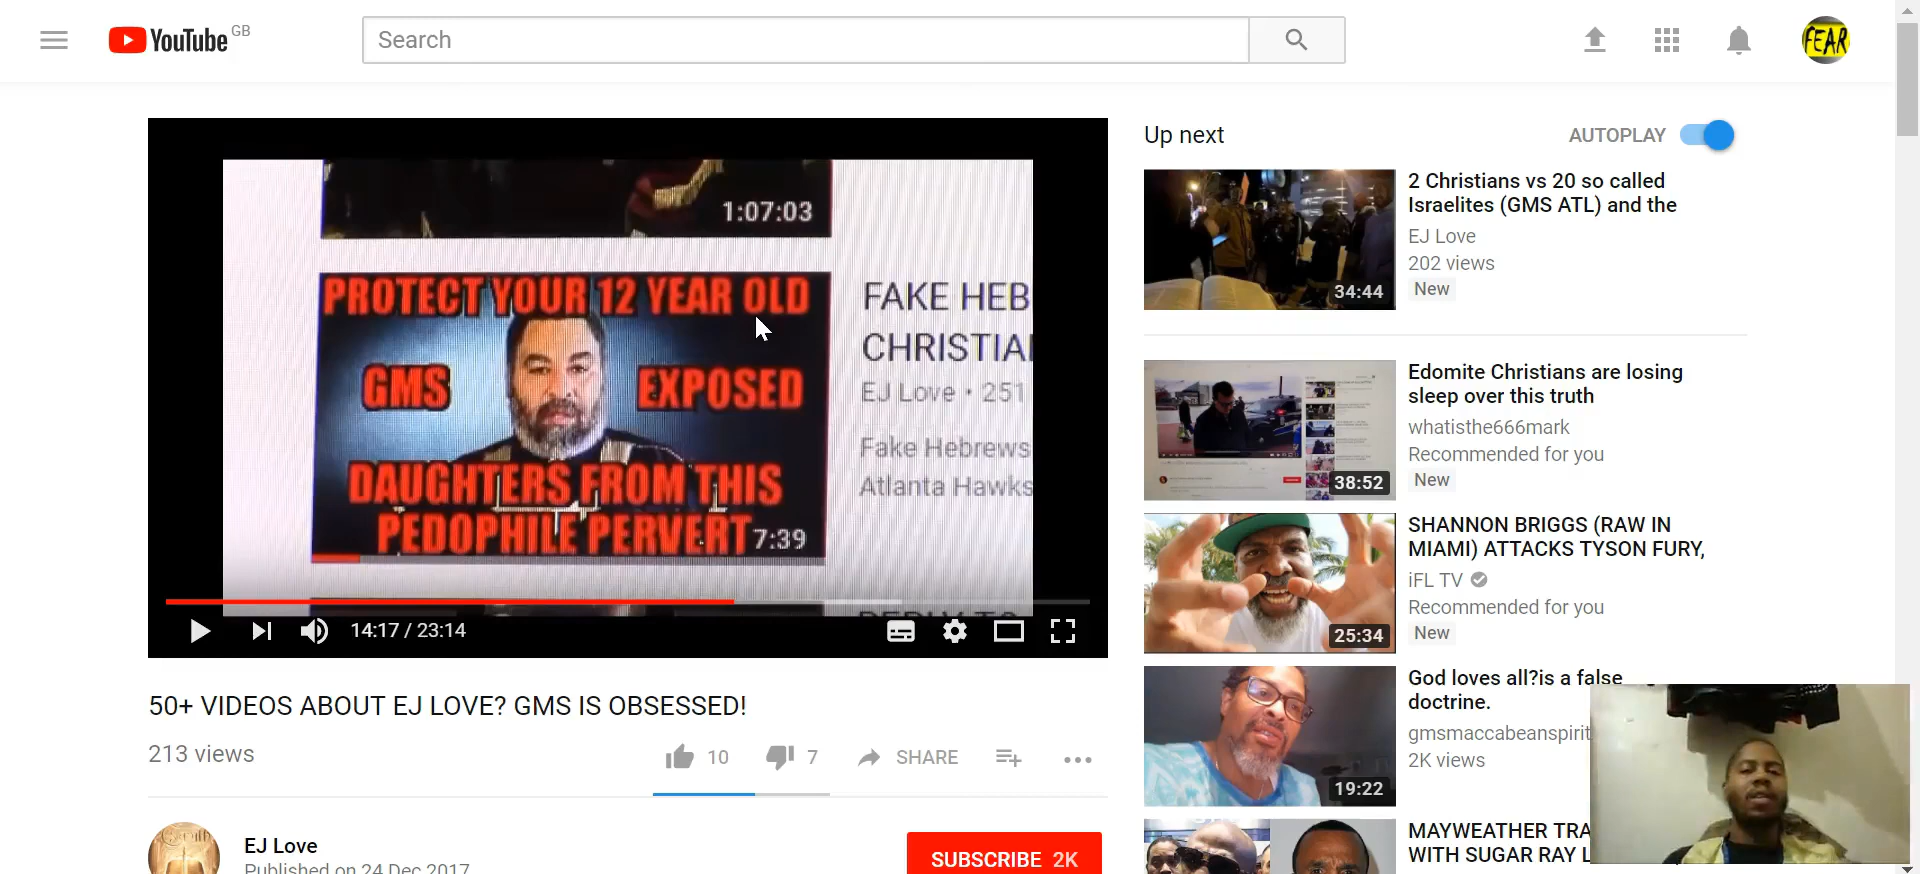 YouTube GB
Search
1:07:03
PROTECT YOUR 12 YEAR OLD
GMS EXPOSED
DAUGHTERS FROM THIS
PEDOPHILE PERVERT
7:39
FAKE HEB
CHRISTIA
EJ Love • 251
Fake Hebrews
Atlanta Hawks
14:17 / 23:14
50+ VIDEOS ABOUT EJ LOVE? GMS IS OBSESSED!
213 views
10
7
SHARE
EJ Love
Published on 24 Dec 2017
SUBSCRIBE 2K
FEAR
Up next
AUTOPLAY
34:44
2 Christians vs 20 so called
Israelites (GMS ATL) and the
EJ Love
202 views
New
38:52
Edomite Christians are losing
sleep over this truth
whatisthe666mark
Recommended for you
New
25:34
SHANNON BRIGGS (RAW IN
MIAMI) ATTACKS TYSON FURY,
iFL TV
Recommended for you
New
19:22
God loves all?is a false
doctrine.
gmsmaccabeanspirit
2K views
MAYWEATHER TRA
WITH SUGAR RAY L